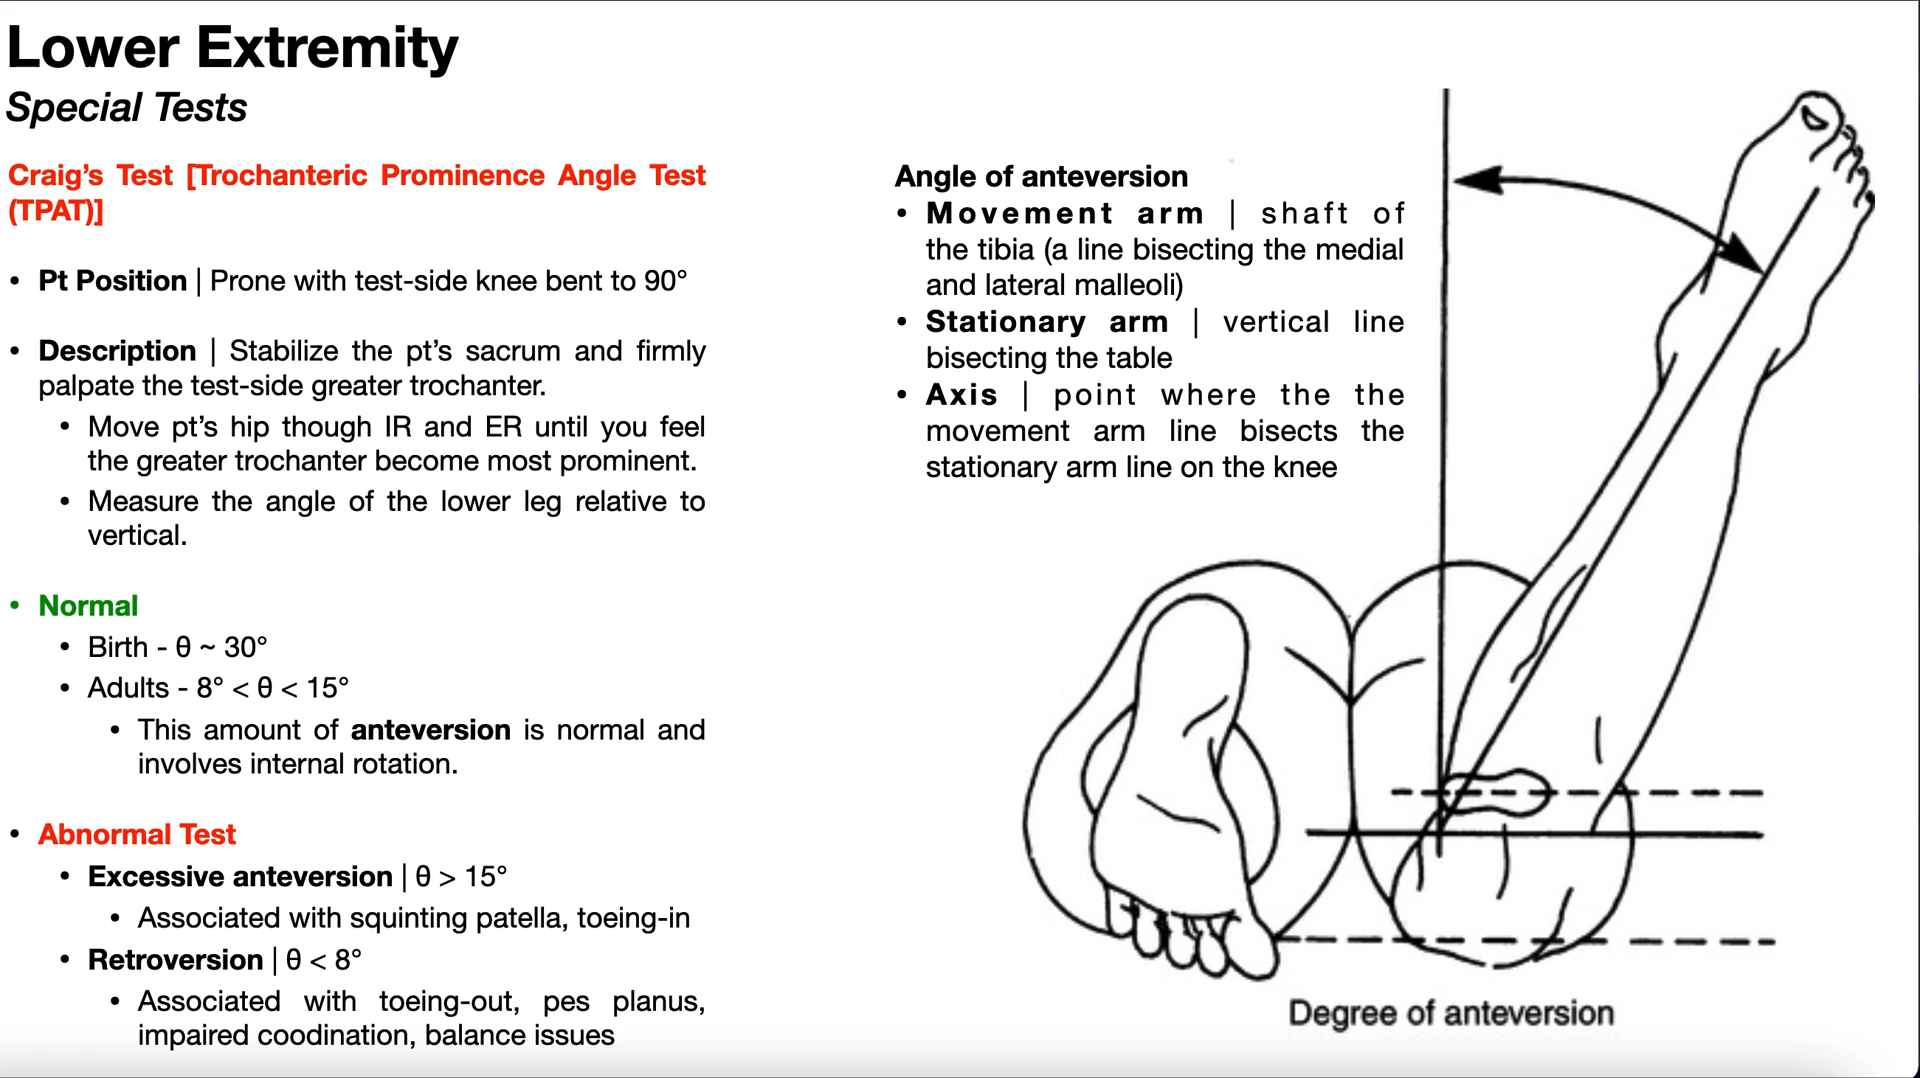 Lower Extremity
Special Tests
Craig’s Test [Trochanteric Prominence Angle Test
(TPAT)]
• Pt Position | Prone with test-side knee bent to 90°
• Description | Stabilize the pt’s sacrum and firmly
palpate the test-side greater trochanter.
• Move pt’s hip though IR and ER until you feel
the greater trochanter become most prominent.
• Measure the angle of the lower leg relative to
vertical.
• Normal
• Birth - θ ~ 30°
• Adults - 8° < θ < 15°
• This amount of anteversion is normal and
involves internal rotation.
• Abnormal Test
• Excessive anteversion | θ > 15°
• Associated with squinting patella, toeing-in
• Retroversion | θ < 8°
• Associated with toeing-out, pes planus,
impaired coodination, balance issues
Angle of anteversion
• Movement arm | shaft of
the tibia (a line bisecting the medial
and lateral malleoli)
• Stationary arm | vertical line
bisecting the table
• Axis | point where the the
movement arm line bisects the
stationary arm line on the knee
Degree of anteversion